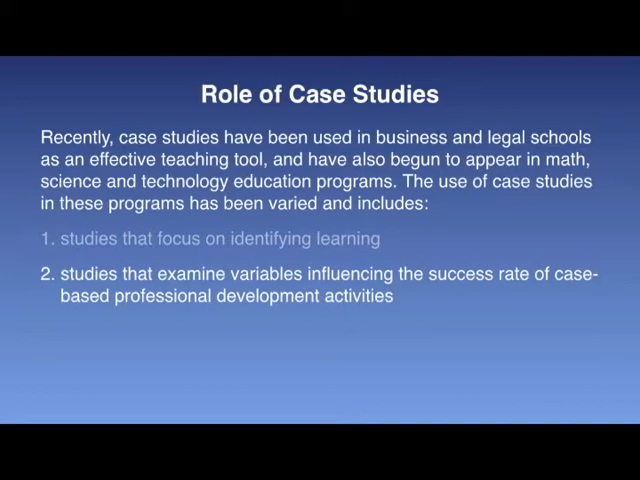 Role of Case Studies
Recently, case studies have been used in business and legal schools
as an effective teaching tool, and have also begun to appear in math,
science and technology education programs. The use of case studies
in these programs has been varied and includes:
1. studies that focus on identifying learning
2. studies that examine variables influencing the success rate of case-
based professional development activities